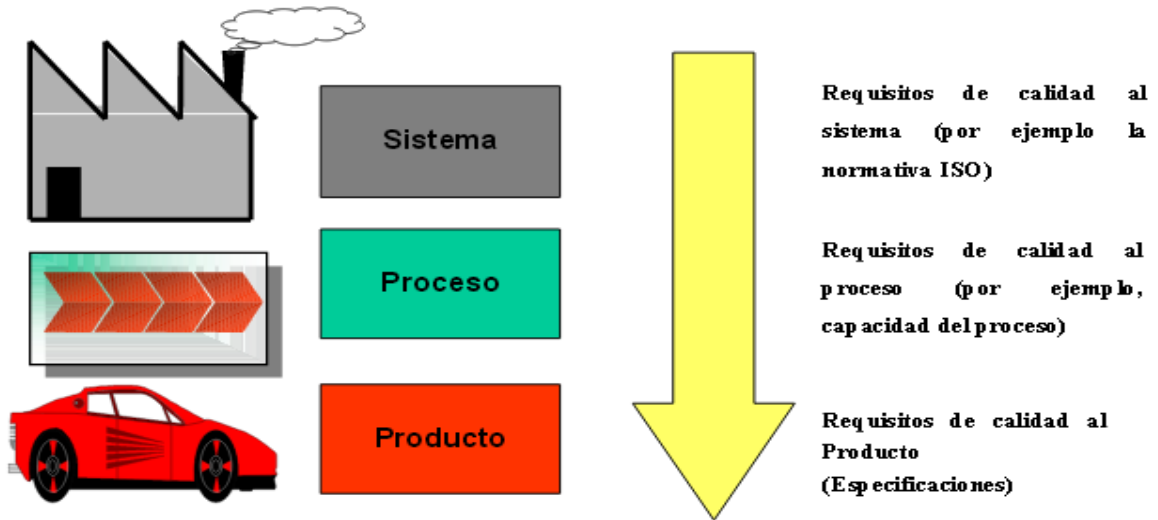 Sistema
Requisitos de calidad al
sistema (por ejemplo la
normativa ISO)
Proceso
Requisitos de calidad al
proceso (por ejemplo,
capacidad del proceso)
Producto
Requisitos de calidad al
Producto
(Especificaciones)